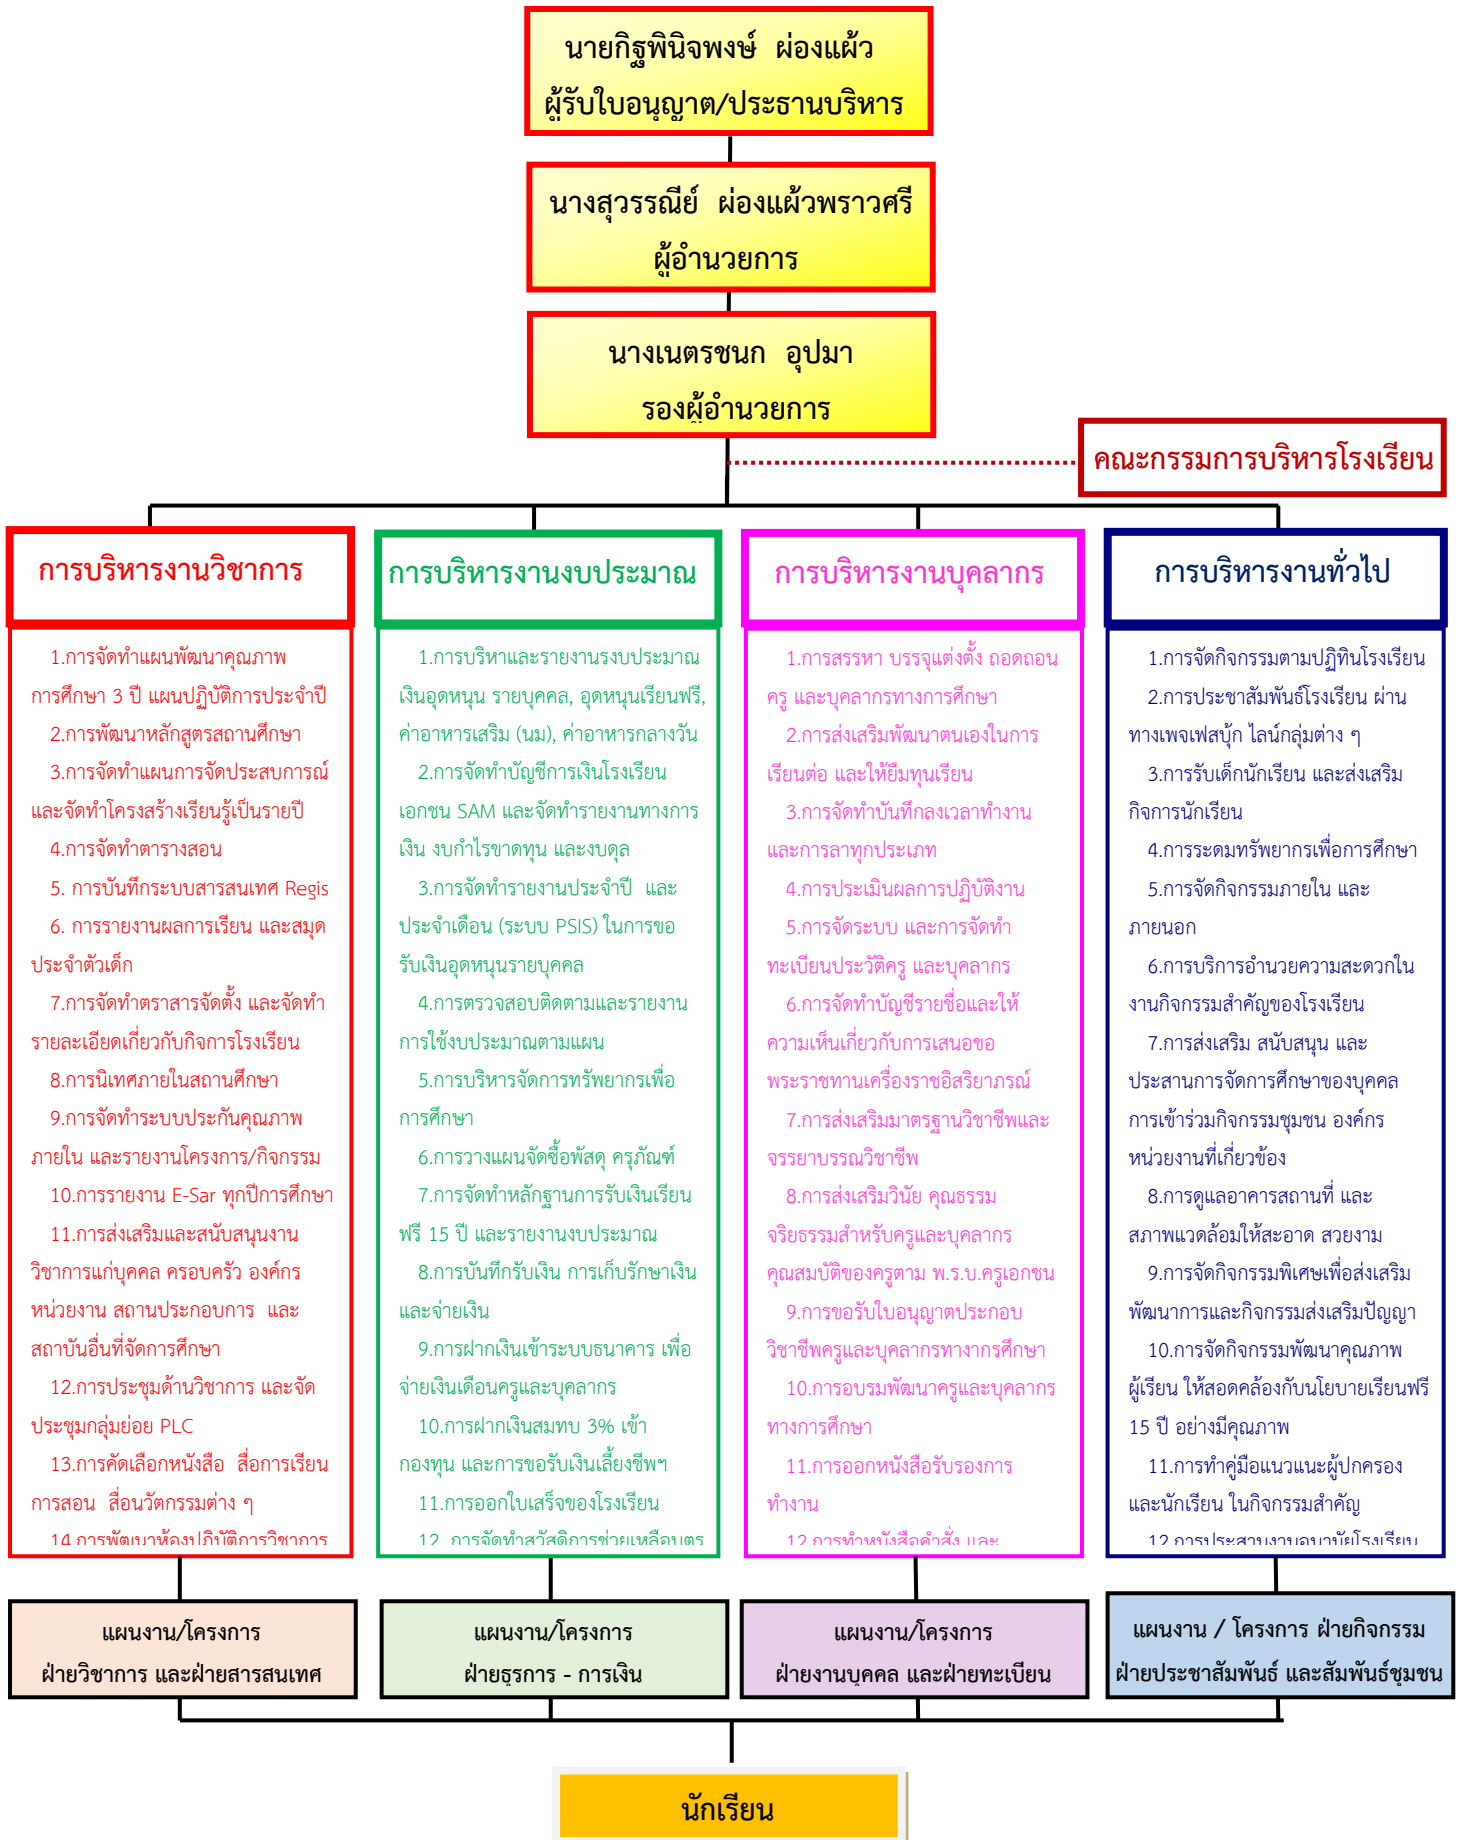 นายกิฐพินิจพงษ์ ผ่องแผ้ว
ผู้รับใบอนุญาต/ประธานบริหาร
นางสุวรรณีย์ ผ่องแผ้วพราวศรี
ผู้อำนวยการ
นางเนตรชนก อุปมา
รองผู้อำนวยการ
คณะกรรมการบริหารโรงเรียน
การบริหารงานวิชาการ
1.การจัดทำแผนพัฒนาคุณภาพ
การศึกษา 3 ปี แผนปฏิบัติการประจำปี
2.การพัฒนาหลักสูตรสถานศึกษา
3.การจัดทำแผนการจัดประสบการณ์
และจัดทำโครงสร้างเรียนรู้เป็นรายปี
4.การจัดทำตารางสอน
5. การบันทึกระบบสารสนเทศ Regis
6. การรายงานผลการเรียน และสมุด
ประจำตัวเด็ก
7.การจัดทำตราสารจัดตั้ง และจัดทำ
รายละเอียดเกี่ยวกับกิจการโรงเรียน
8.การนิเทศภายในสถานศึกษา
9.การจัดทำระบบประกันคุณภาพ
ภายใน และรายงานโครงการ/กิจกรรม
10.การรายงาน E-Sar ทุกปีการศึกษา
11.การส่งเสริมและสนับสนุนงาน
วิชาการแก่บุคคล ครอบครัว องค์กร
หน่วยงาน สถานประกอบการ และ
สถาบันอื่นที่จัดการศึกษา
12.การประชุมด้านวิชาการ และจัด
ประชุมกลุ่มย่อย PLC
13.การคัดเลือกหนังสือ สื่อการเรียน
การสอน สื่อนวัตกรรมต่าง ๆ
14.การพัฒนาห้องปฏิบัติการวิชาการ
การบริหารงานงบประมาณ
1.การบริหาและรายงานรงบประมาณ
เงินอุดหนุน รายบุคคล, อุดหนุนเรียนฟรี,
ค่าอาหารเสริม (นม), ค่าอาหารกลางวัน
2.การจัดทำบัญชีการเงินโรงเรียน
เอกชน SAM และจัดทำรายงานทางการ
เงิน งบกำไรขาดทุน และงบดุล
3.การจัดทำรายงานประจำปี และ
ประจำเดือน (ระบบ PSIS) ในการขอ
รับเงินอุดหนุนรายบุคคล
4.การตรวจสอบติดตามและรายงาน
การใช้งบประมาณตามแผน
5.การบริหารจัดการทรัพยากรเพื่อ
การศึกษา
6.การวางแผนจัดซื้อพัสดุ ครุภัณฑ์
7.การจัดทำหลักฐานการรับเงินเรียน
ฟรี 15 ปี และรายงานงบประมาณ
8.การบันทึกรับเงิน การเก็บรักษาเงิน
และจ่ายเงิน
9.การฝากเงินเข้าระบบธนาคาร เพื่อ
จ่ายเงินเดือนครูและบุคลากร
10.การฝากเงินสมทบ 3% เข้า
กองทุน และการขอรับเงินเลี้ยงชีพฯ
11.การออกใบเสร็จของโรงเรียน
12. การจัดทำสวัสดิการช่วยเหลือบุตร
การบริหารงานบุคลากร
1.การสรรหา บรรจุแต่งตั้ง ถอดถอน
ครู และบุคลากรทางการศึกษา
2.การส่งเสริมพัฒนาตนเองในการ
เรียนต่อ และให้ยืมทุนเรียน
3.การจัดทำบันทึกลงเวลาทำงาน
และการลาทุกประเภท
4.การประเมินผลการปฏิบัติงาน
5.การจัดระบบ และการจัดทำ
ทะเบียนประวัติครู และบุคลากร
6.การจัดทำบัญชีรายชื่อและให้
ความเห็นเกี่ยวกับการเสนอขอ
พระราชทานเครื่องราชอิสริยาภรณ์
7.การส่งเสริมมาตรฐานวิชาชีพและ
จรรยาบรรณวิชาชีพ
8.การส่งเสริมวินัย คุณธรรม
จริยธรรมสำหรับครูและบุคลากร
คุณสมบัติของครูตาม พ.ร.บ.ครูเอกชน
9.การขอรับใบอนุญาตประกอบ
วิชาชีพครูและบุคลากรทางากรศึกษา
10.การอบรมพัฒนาครูและบุคลากร
ทางการศึกษา
11.การออกหนังสือรับรองการ
ทำงาน
12.การทำหนังสือคำสั่ง และ
การบริหารงานทั่วไป
1.การจัดกิจกรรมตามปฏิทินโรงเรียน
2.การประชาสัมพันธ์โรงเรียน ผ่าน
ทางเพจเฟสบุ้ก ไลน์กลุ่มต่าง ๆ
3.การรับเด็กนักเรียน และส่งเสริม
กิจการนักเรียน
4.การระดมทรัพยากรเพื่อการศึกษา
5.การจัดกิจกรรมภายใน และ
ภายนอก
6.การบริการอำนวยความสะดวกใน
งานกิจกรรมสำคัญของโรงเรียน
7.การส่งเสริม สนับสนุน และ
ประสานการจัดการศึกษาของบุคคล
การเข้าร่วมกิจกรรมชุมชน องค์กร
หน่วยงานที่เกี่ยวข้อง
8.การดูแลอาคารสถานที่ และ
สภาพแวดล้อมให้สะอาด สวยงาม
9.การจัดกิจกรรมพิเศษเพื่อส่งเสริม
พัฒนาการและกิจกรรมส่งเสริมปัญญา
10.การจัดกิจกรรมพัฒนาคุณภาพ
ผู้เรียน ให้สอดคล้องกับนโยบายเรียนฟรี
15 ปี อย่างมีคุณภาพ
11.การทำคู่มือแนวแนะผู้ปกครอง
และนักเรียน ในกิจกรรมสำคัญ
12.การประสานงานอนามัยโรงเรียน
แผนงาน/โครงการ
ฝ่ายวิชาการ และฝ่ายสารสนเทศ
แผนงาน/โครงการ
ฝ่ายธุรการ - การเงิน
แผนงาน/โครงการ
ฝ่ายงานบุคคล และฝ่ายทะเบียน
แผนงาน / โครงการ ฝ่ายกิจกรรม
ฝ่ายประชาสัมพันธ์ และสัมพันธ์ชุมชน
นักเรียน